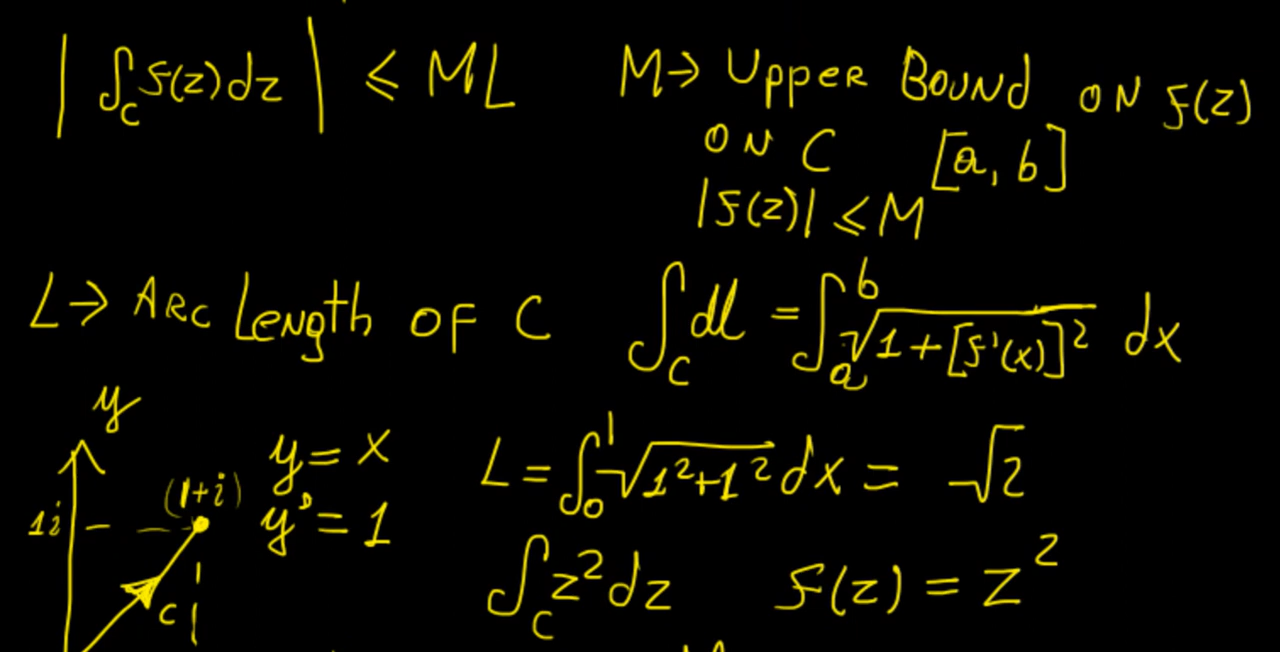 |∫_C f(z)dz| ≤ ML   M→ Upper Bound on f(z)
on C   [a, b]
|f(z)| ≤ M
L→ Arc Length of C   ∫_C dl = ∫_a^b √(1+[f'(x)]²) dx
y
y = x   L = ∫_0^1 √(1²+1²) dx = √2
(1+i)
1i   y' = 1
∫_C z² dz   f(z) = z²
C